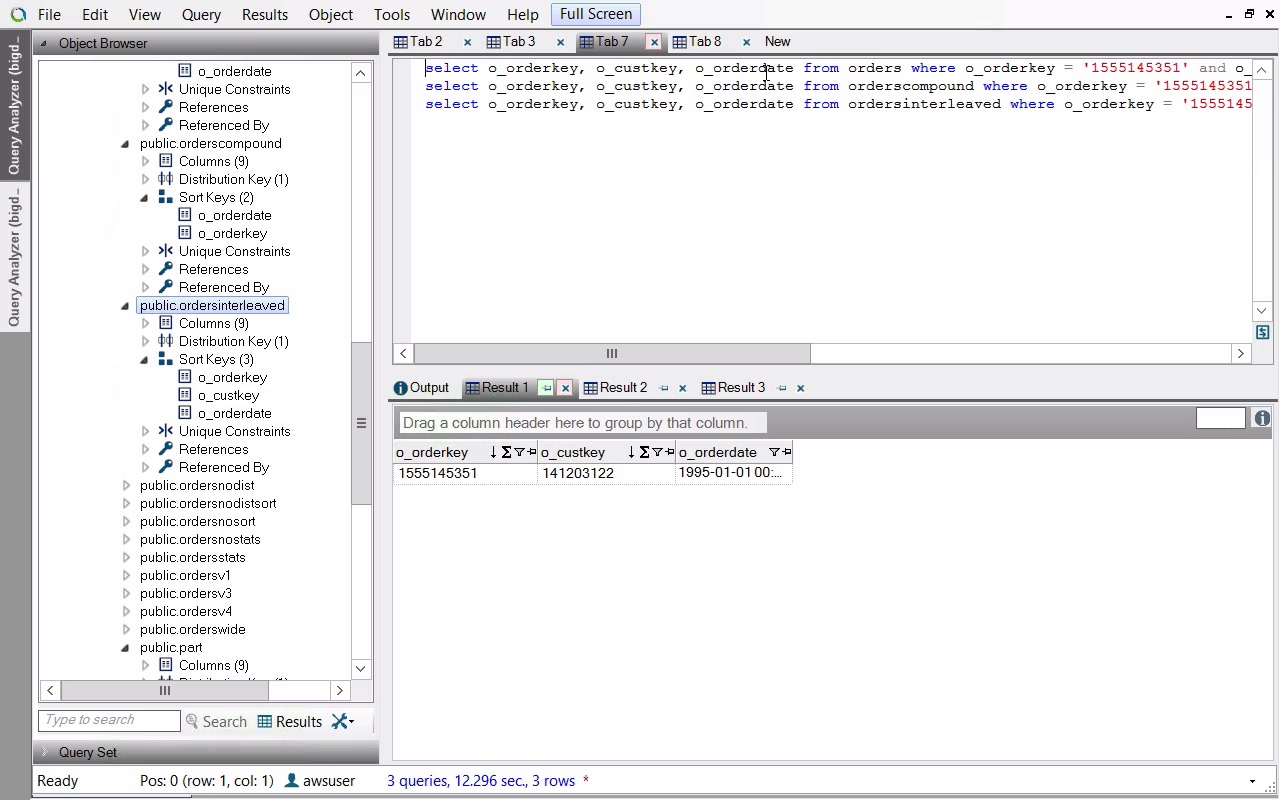 File Edit View Query Results Object Tools Window Help Full Screen
Query Analyzer (bigd...
Query Analyzer (bigd...
Object Browser
o_orderdate
Unique Constraints
References
Referenced By
public.orderscompound
Columns (9)
Distribution Key (1)
Sort Keys (2)
o_orderdate
o_orderkey
Unique Constraints
References
Referenced By
public.ordersinterleaved
Columns (9)
Distribution Key (1)
Sort Keys (3)
o_orderkey
o_custkey
o_orderdate
Unique Constraints
References
Referenced By
public.ordersnodist
public.ordersnodistsort
public.ordersnosort
public.ordersnostats
public.ordersstats
public.ordersv1
public.ordersv3
public.ordersv4
public.orderswide
public.part
Columns (9)
Type to search Search Results
Query Set
Tab 2 Tab 3 Tab 7 Tab 8 New
select o_orderkey, o_custkey, o_orderdate from orders where o_orderkey = '1555145351' and o_
select o_orderkey, o_custkey, o_orderdate from orderscompound where o_orderkey = '1555145351
select o_orderkey, o_custkey, o_orderdate from ordersinterleaved where o_orderkey = '1555145
Output Result 1 Result 2 Result 3
Drag a column header here to group by that column.
o_orderkey o_custkey o_orderdate
1555145351 141203122 1995-01-01 00:...
Ready Pos: 0 (row: 1, col: 1) awsuser 3 queries, 12.296 sec., 3 rows *